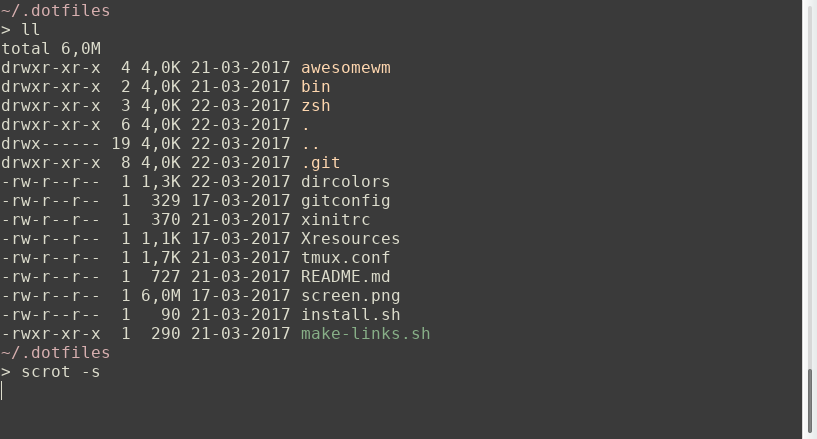 ~/.dotfiles
> ll
total 6,0M
drwxr-xr-x  4 4,0K 21-03-2017 awesomewm
drwxr-xr-x  2 4,0K 21-03-2017 bin
drwxr-xr-x  3 4,0K 22-03-2017 zsh
drwxr-xr-x  6 4,0K 22-03-2017 .
drwx------ 19 4,0K 22-03-2017 ..
drwxr-xr-x  8 4,0K 22-03-2017 .git
-rw-r--r--  1 1,3K 22-03-2017 dircolors
-rw-r--r--  1  329 17-03-2017 gitconfig
-rw-r--r--  1  370 21-03-2017 xinitrc
-rw-r--r--  1 1,1K 17-03-2017 Xresources
-rw-r--r--  1 1,7K 21-03-2017 tmux.conf
-rw-r--r--  1  727 21-03-2017 README.md
-rw-r--r--  1 6,0M 17-03-2017 screen.png
-rw-r--r--  1   90 21-03-2017 install.sh
-rwxr-xr-x  1  290 21-03-2017 make-links.sh
~/.dotfiles
> scrot -s